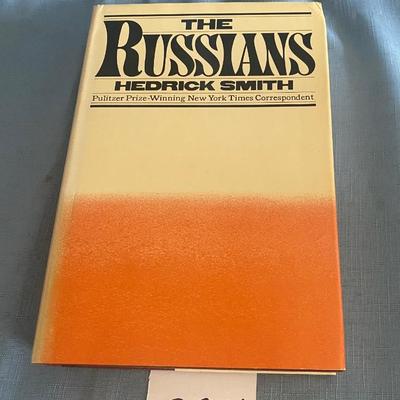 THE
RUSSIANS
HEDRICK SMITH
Pulitzer Prize-Winning New York Times Correspondent